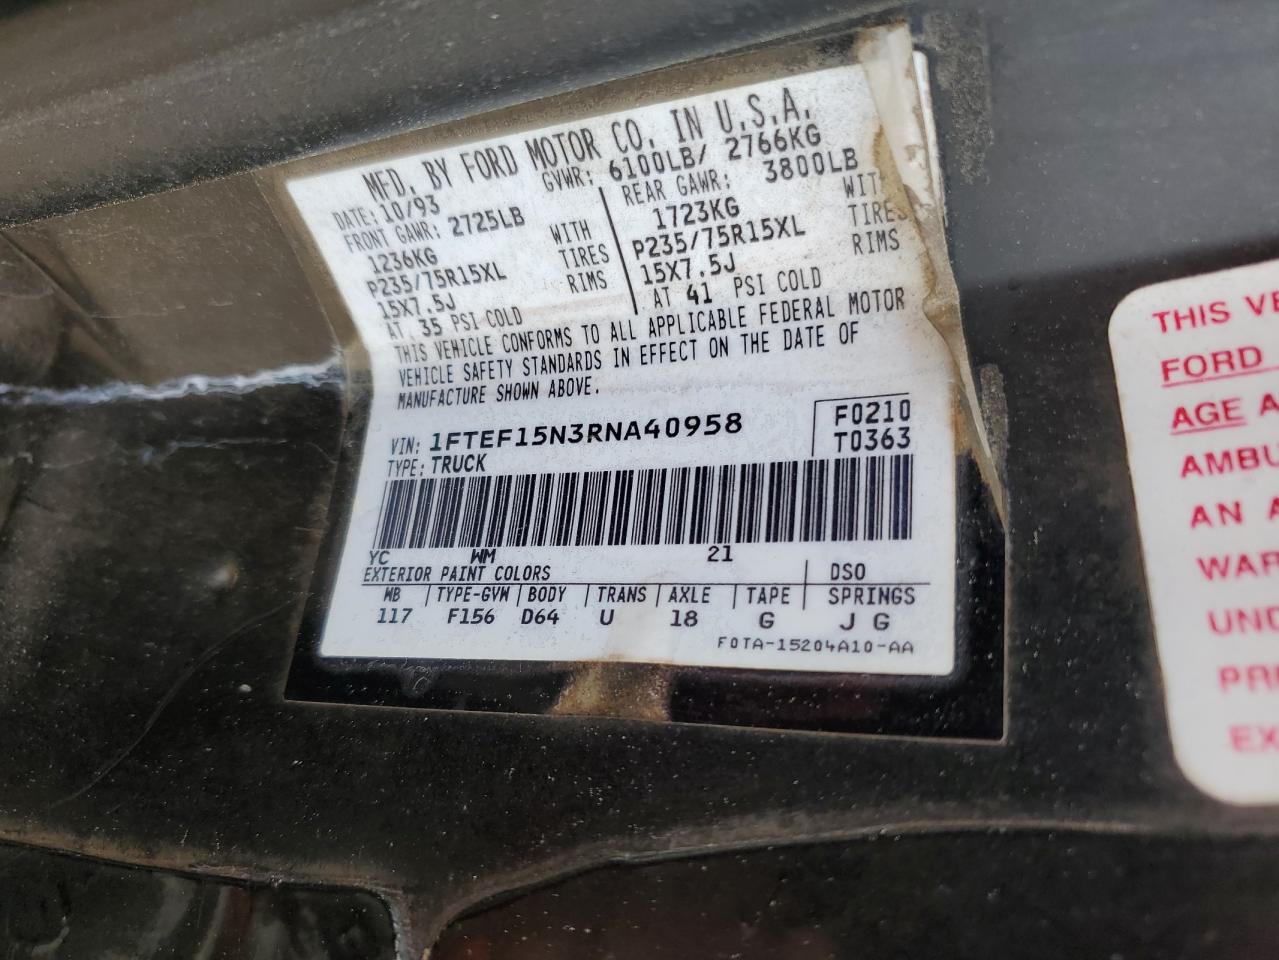 MFD. BY FORD MOTOR CO. IN U.S.A.
DATE: 10/93 GVWR: 6100LB/ 2766KG
FRONT GAWR: 2725LB REAR GAWR: 3800LB
1236KG WITH 1723KG WIT
P235/75R15XL TIRES P235/75R15XL TIRES
15X7.5J RIMS 15X7.5J RIMS
AT 35 PSI COLD AT 41 PSI COLD
THIS VEHICLE CONFORMS TO ALL APPLICABLE FEDERAL MOTOR
VEHICLE SAFETY STANDARDS IN EFFECT ON THE DATE OF
MANUFACTURE SHOWN ABOVE.
VIN: 1FTEF15N3RNA40958 F0210
TYPE: TRUCK T0363
YC WM 21
EXTERIOR PAINT COLORS DSO
WB TYPE-GVW BODY TRANS AXLE TAPE SPRINGS
117 F156 D64 U 18 G J G
F0TA-15204A10-AA
THIS VE
FORD
AGE A
AMBU
AN A
WAR
UND
PRE
EX